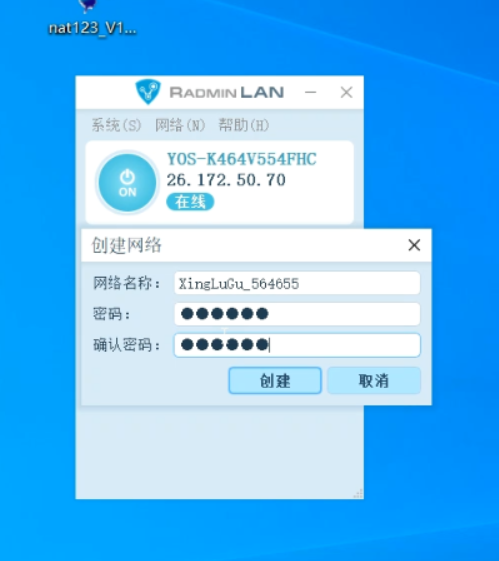 nat123_V1...
RADMIN LAN
系统(S) 网络(N) 帮助(H)
YOS-K464V554FHC
26.172.50.70
ON
在线
创建网络
网络名称: XingLuGu_564655
密码: ●●●●●●
确认密码: ●●●●●●
创建 取消